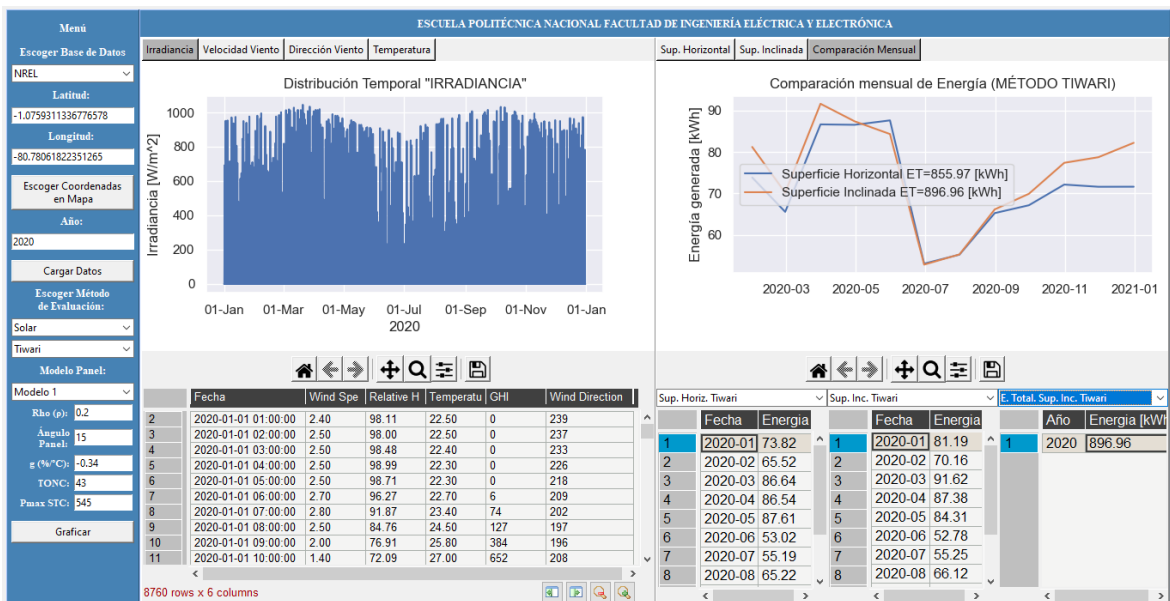 ESCUELA POLITÉCNICA NACIONAL FACULTAD DE INGENIERÍA ELÉCTRICA Y ELECTRÓNICA
Menú
Escoger Base de Datos
NREL
Latitud:
-1.0759311336776578
Longitud:
-80.78061822351265
Escoger Coordenadas
en Mapa
Año:
2020
Cargar Datos
Escoger Método
de Evaluación:
Solar
Tiwari
Modelo Panel:
Modelo 1
Rho (ρ): 0.2
Ángulo
Panel: 15
g (%/°C): -0.34
TONC: 43
Pmax STC: 545
Graficar
Irradiancia Velocidad Viento Dirección Viento Temperatura
Distribución Temporal "IRRADIANCIA"
Irradiancia [W/m^2]
1000
800
600
400
200
0
01-Jan 01-Mar 01-May 01-Jul 01-Sep 01-Nov 01-Jan
2020
Fecha Wind Spe Relative H Temperatu GHI Wind Direction
2 2020-01-01 01:00:00 2.40 98.11 22.50 0 239
3 2020-01-01 02:00:00 2.50 98.00 22.50 0 237
4 2020-01-01 03:00:00 2.50 98.48 22.40 0 233
5 2020-01-01 04:00:00 2.50 98.99 22.30 0 226
6 2020-01-01 05:00:00 2.50 98.71 22.30 0 218
7 2020-01-01 06:00:00 2.70 96.27 22.70 6 209
8 2020-01-01 07:00:00 2.80 91.87 23.40 74 202
9 2020-01-01 08:00:00 2.50 84.76 24.50 127 197
10 2020-01-01 09:00:00 2.00 76.91 25.80 384 196
11 2020-01-01 10:00:00 1.40 72.09 27.00 652 208
8760 rows x 6 columns
Sup. Horizontal Sup. Inclinada Comparación Mensual
Comparación mensual de Energía (MÉTODO TIWARI)
Energía generada [kWh]
90
80
70
60
Superficie Horizontal ET=855.97 [kWh]
Superficie Inclinada ET=896.96 [kWh]
2020-03 2020-05 2020-07 2020-09 2020-11 2021-01
Sup. Horiz. Tiwari
Fecha Energia
1 2020-01 73.82
2 2020-02 65.52
3 2020-03 86.64
4 2020-04 86.54
5 2020-05 87.61
6 2020-06 53.02
7 2020-07 55.19
8 2020-08 65.22
Sup. Inc. Tiwari
Fecha Energia
1 2020-01 81.19
2 2020-02 70.16
3 2020-03 91.62
4 2020-04 87.38
5 2020-05 84.31
6 2020-06 52.78
7 2020-07 55.25
8 2020-08 66.12
E. Total. Sup. Inc. Tiwari
Año Energía [kWh
1 2020 896.96